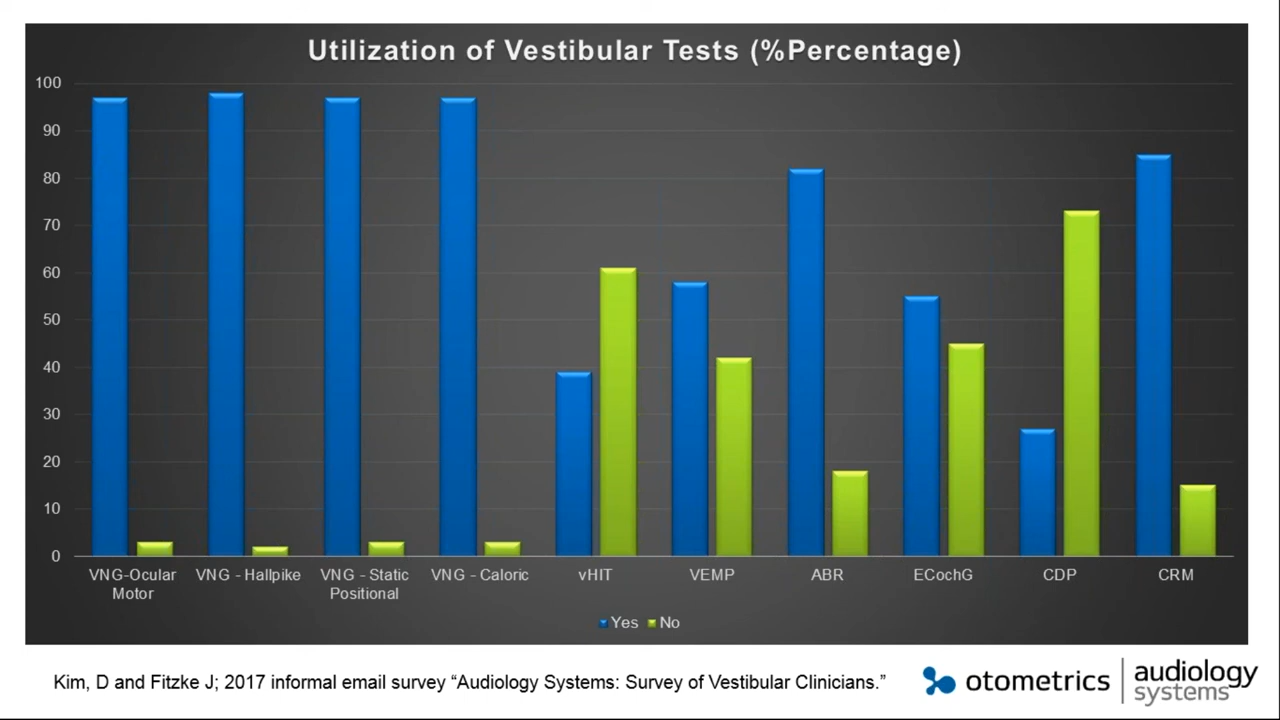 Utilization of Vestibular Tests (%Percentage)
100
90
80
70
60
50
40
30
20
10
0
VNG-Ocular Motor
VNG - Hallpike
VNG - Static Positional
VNG - Caloric
vHIT
VEMP
ABR
ECochG
CDP
CRM
Yes No
Kim, D and Fitzke J; 2017 informal email survey “Audiology Systems: Survey of Vestibular Clinicians.”
otometrics
audiology
systems